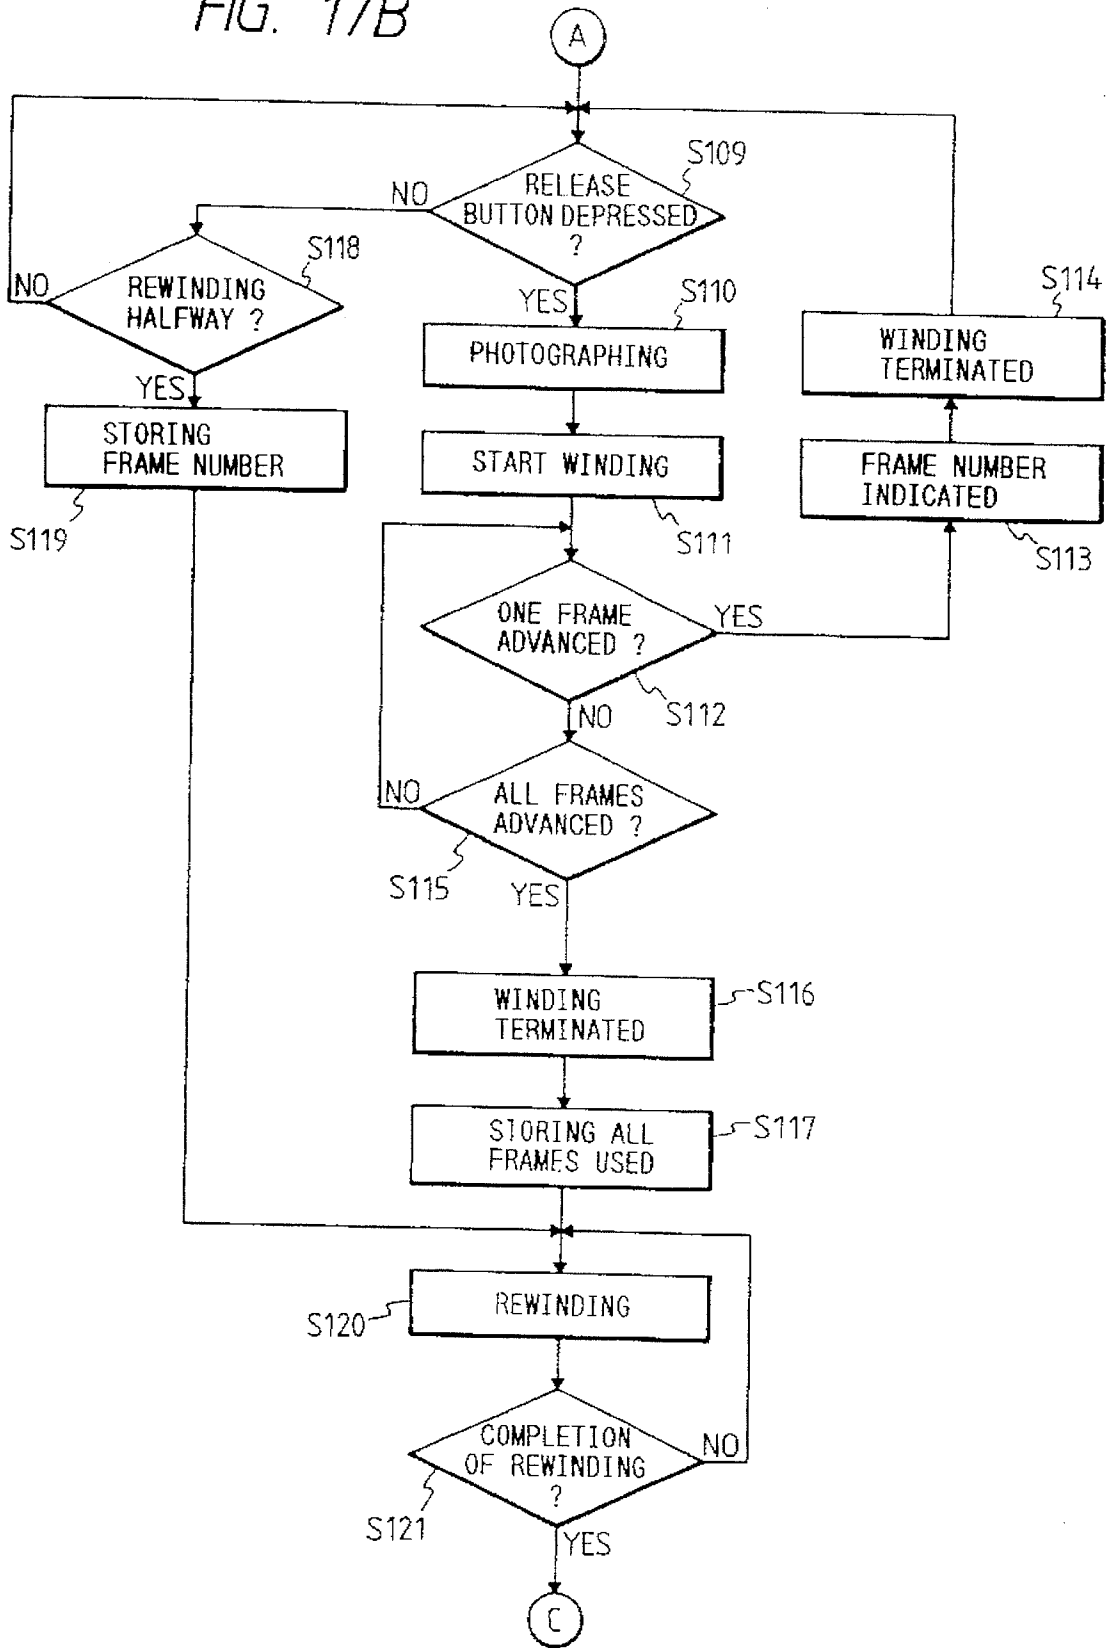 FIG. 17B
A
S109
RELEASE
BUTTON DEPRESSED
?
NO
YES
S118
REWINDING
HALFWAY ?
NO
YES
S110
PHOTOGRAPHING
S114
WINDING
TERMINATED
STORING
FRAME NUMBER
S119
START WINDING
S111
FRAME NUMBER
INDICATED
S113
ONE FRAME
ADVANCED ?
YES
S112
NO
ALL FRAMES
ADVANCED ?
NO
S115
YES
WINDING
TERMINATED
S116
STORING ALL
FRAMES USED
S117
REWINDING
S120
COMPLETION
OF REWINDING
?
NO
S121
YES
C